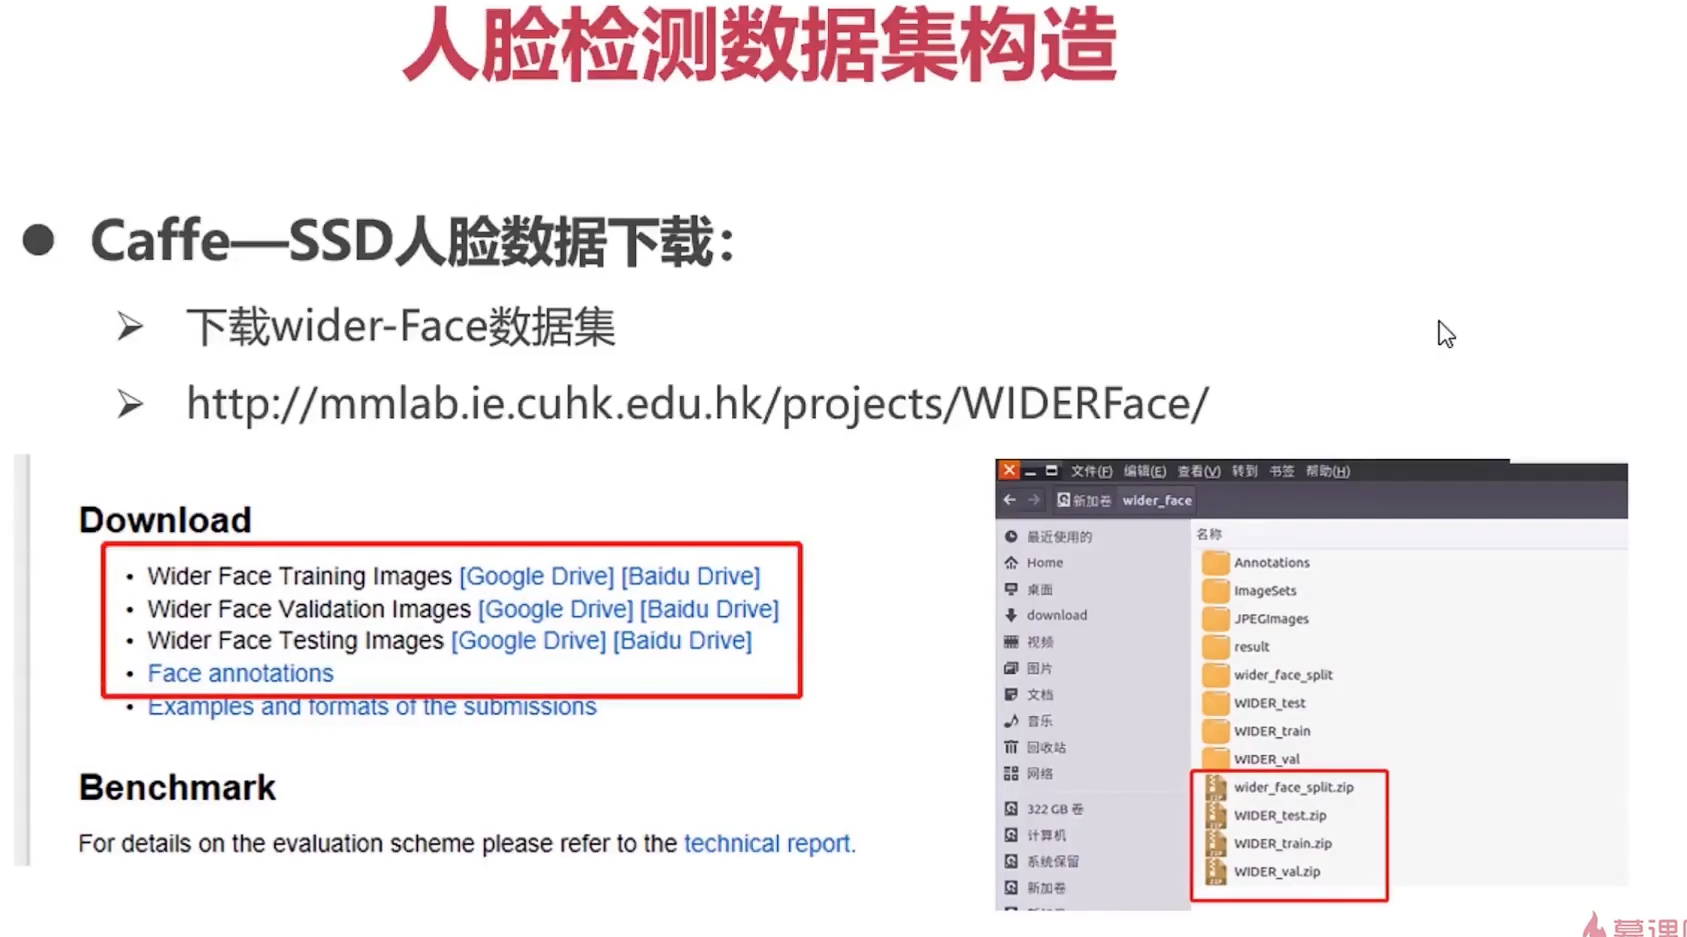 人脸检测数据集构造
Caffe—SSD人脸数据下载：
下载wider-Face数据集
http://mmlab.ie.cuhk.edu.hk/projects/WIDERFace/
Download
Wider Face Training Images [Google Drive] [Baidu Drive]
Wider Face Validation Images [Google Drive] [Baidu Drive]
Wider Face Testing Images [Google Drive] [Baidu Drive]
Face annotations
Examples and formats of the submissions
Benchmark
For details on the evaluation scheme please refer to the technical report.
文件(F) 编辑(E) 查看(V) 转到 书签 帮助(H)
新加卷 wider_face
最近使用的
Home
桌面
download
视频
图片
文档
音乐
回收站
网络
322 GB 卷
计算机
系统保留
新加卷
名称
Annotations
ImageSets
JPEGImages
result
wider_face_split
WIDER_test
WIDER_train
WIDER_val
wider_face_split.zip
WIDER_test.zip
WIDER_train.zip
WIDER_val.zip
慕课